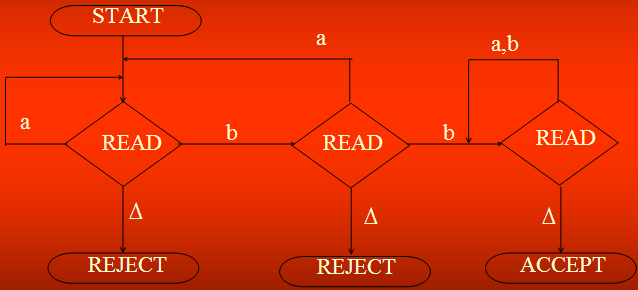 START
a
a,b
a
READ
b
READ
b
READ
Δ
Δ
Δ
REJECT
REJECT
ACCEPT